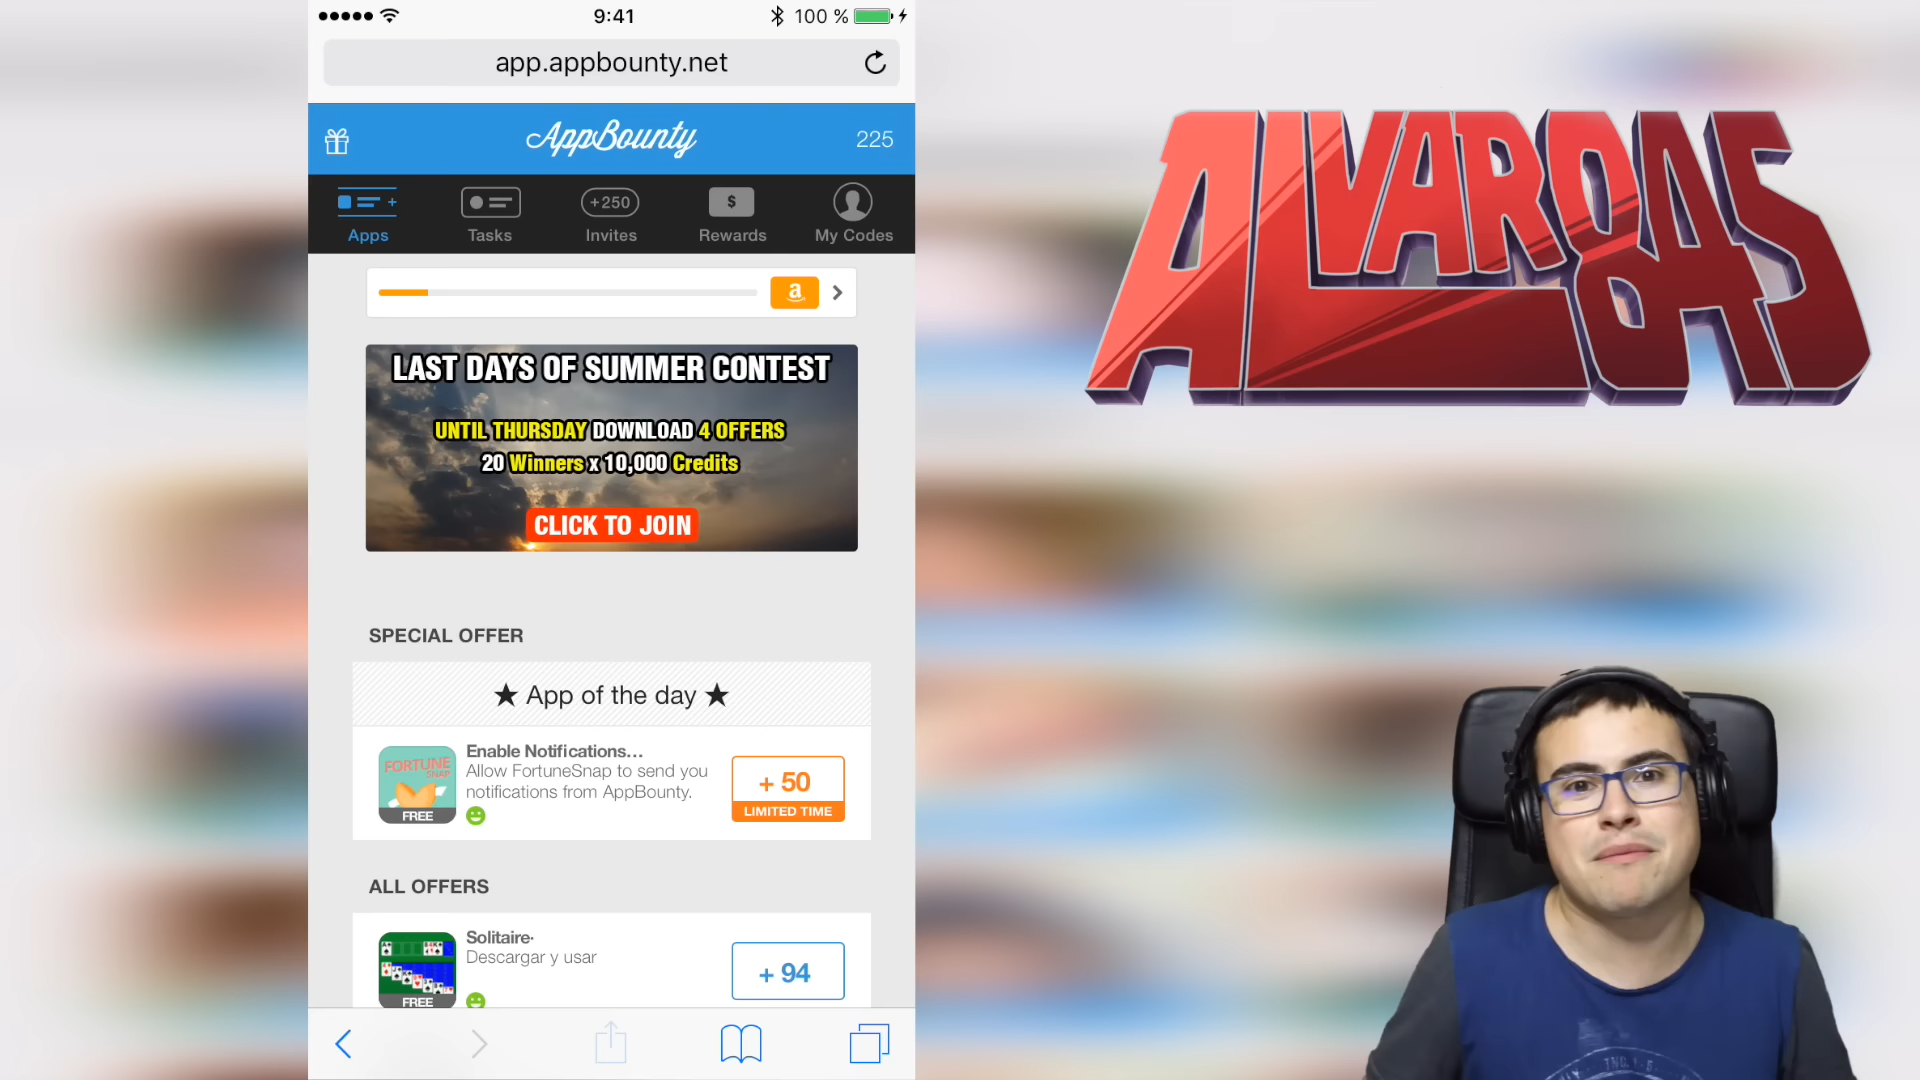 9:41
100 %
app.appbounty.net
AppBounty
225
+250
$
Apps
Tasks
Invites
Rewards
My Codes
a
LAST DAYS OF SUMMER CONTEST
UNTIL THURSDAY DOWNLOAD 4 OFFERS
20 Winners x 10,000 Credits
CLICK TO JOIN
SPECIAL OFFER
★ App of the day ★
FORTUNE
SNAP
FREE
Enable Notifications...
Allow FortuneSnap to send you
notifications from AppBounty.
+ 50
LIMITED TIME
ALL OFFERS
FREE
Solitaire·
Descargar y usar
+ 94
ALVARO845